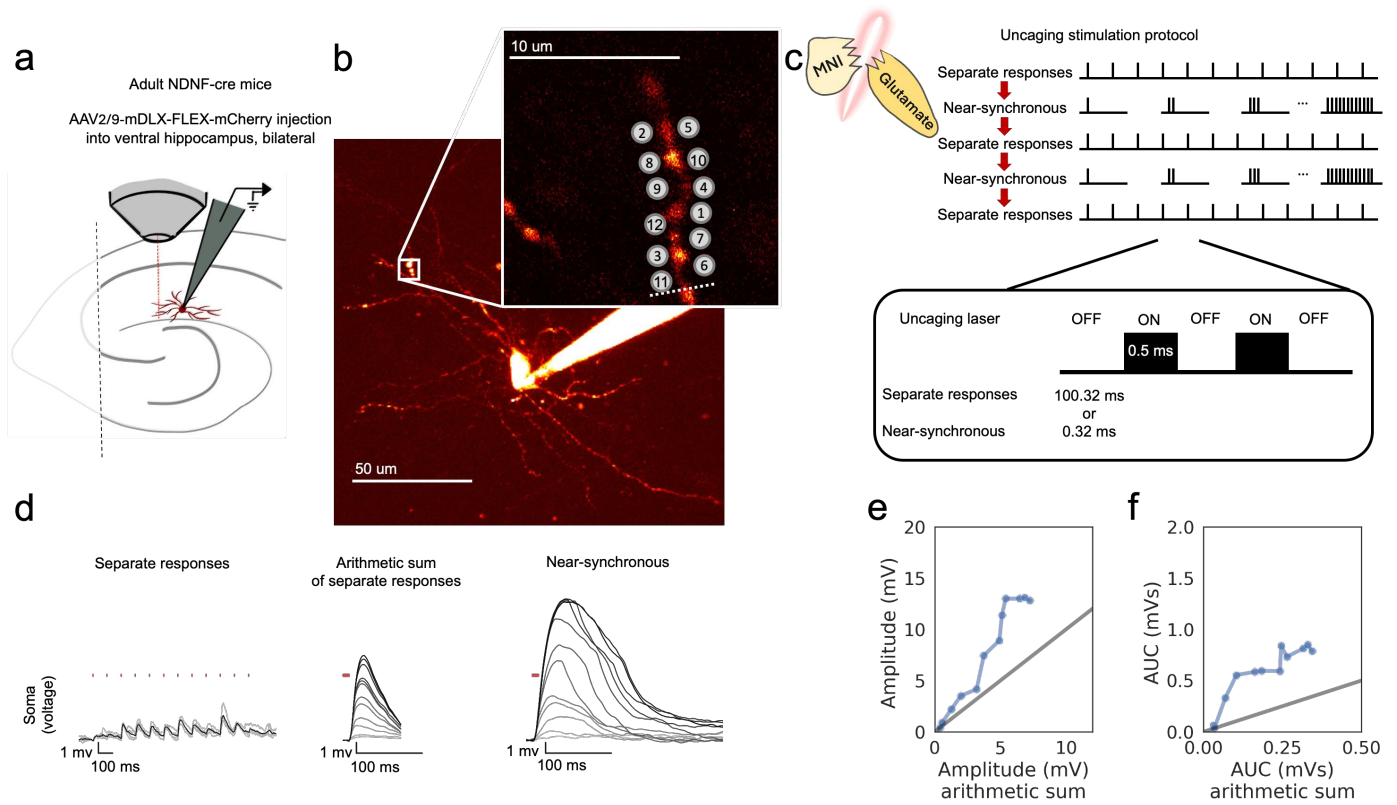 a
Adult NDNF-cre mice
AAV2/9-mDLX-FLEX-mCherry injection
into ventral hippocampus, bilateral
b
10 um
2
5
8
10
9
4
12
1
7
3
6
11
50 um
c
MNI
Glutamate
Uncaging stimulation protocol
Separate responses
Near-synchronous
...
Separate responses
Near-synchronous
...
Separate responses
Uncaging laser
OFF ON OFF ON OFF
0.5 ms
Separate responses 100.32 ms
or
Near-synchronous 0.32 ms
d
Separate responses
Arithmetic sum
of separate responses
Near-synchronous
Soma
(voltage)
1 mv
100 ms
1 mv
100 ms
1 mv
100 ms
e
Amplitude (mV)
20
15
10
5
0
0 5 10
Amplitude (mV)
arithmetic sum
f
AUC (mVs)
2.0
1.5
1.0
0.5
0.0
0.00 0.25 0.50
AUC (mVs)
arithmetic sum